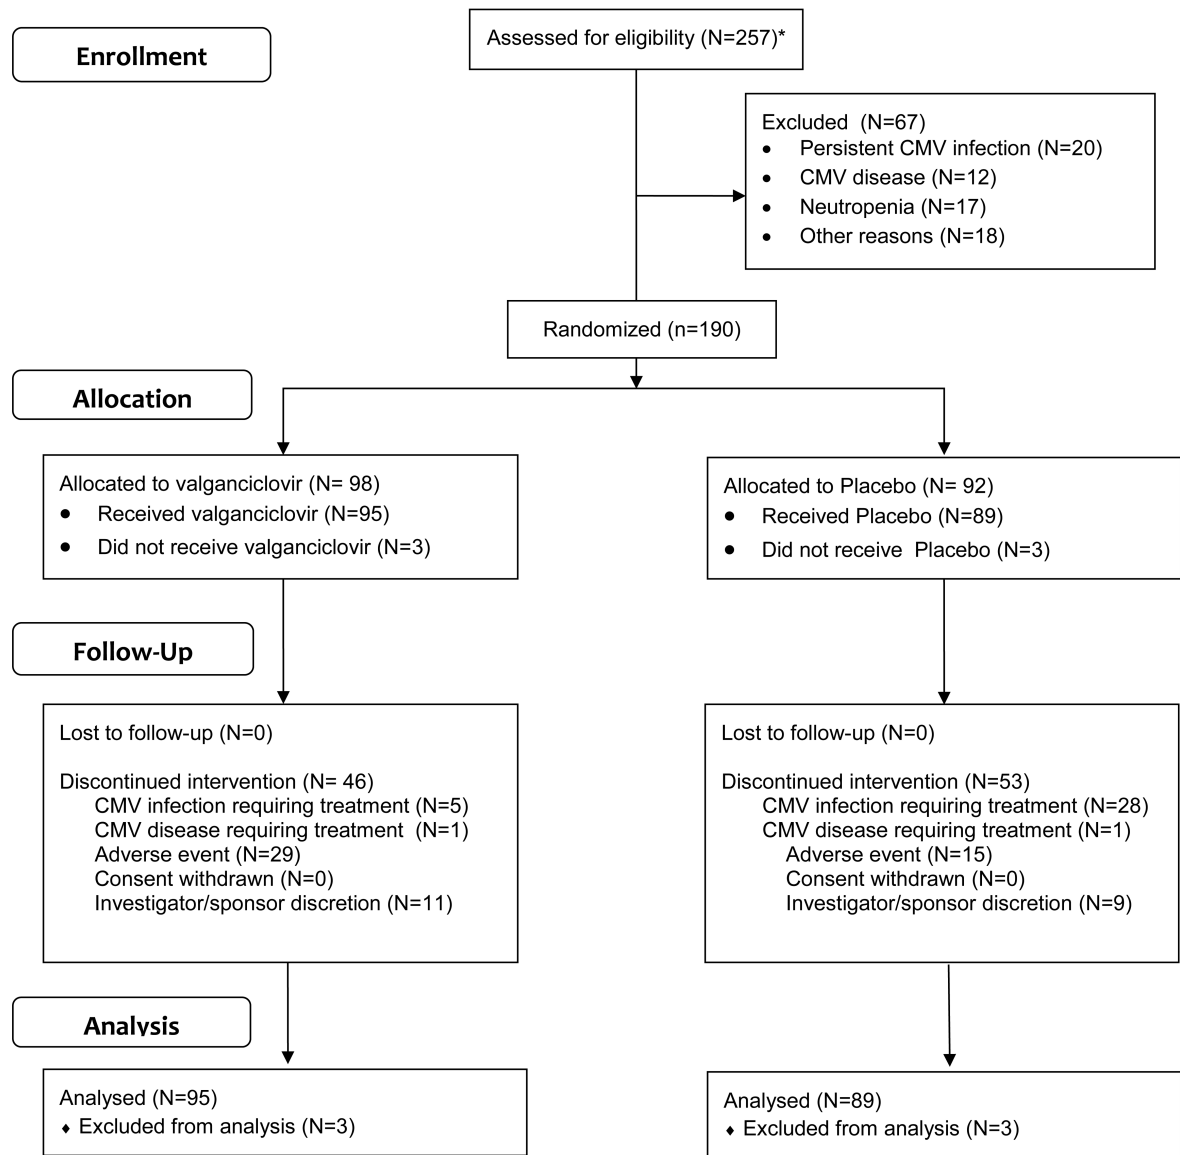 Enrollment
Assessed for eligibility (N=257)*
Excluded (N=67)
• Persistent CMV infection (N=20)
• CMV disease (N=12)
• Neutropenia (N=17)
• Other reasons (N=18)
Randomized (n=190)
Allocation
Allocated to valganciclovir (N= 98)
• Received valganciclovir (N=95)
• Did not receive valganciclovir (N=3)
Allocated to Placebo (N= 92)
• Received Placebo (N=89)
• Did not receive Placebo (N=3)
Follow-Up
Lost to follow-up (N=0)
Discontinued intervention (N= 46)
CMV infection requiring treatment (N=5)
CMV disease requiring treatment (N=1)
Adverse event (N=29)
Consent withdrawn (N=0)
Investigator/sponsor discretion (N=11)
Lost to follow-up (N=0)
Discontinued intervention (N=53)
CMV infection requiring treatment (N=28)
CMV disease requiring treatment (N=1)
Adverse event (N=15)
Consent withdrawn (N=0)
Investigator/sponsor discretion (N=9)
Analysis
Analysed (N=95)
♦ Excluded from analysis (N=3)
Analysed (N=89)
♦ Excluded from analysis (N=3)